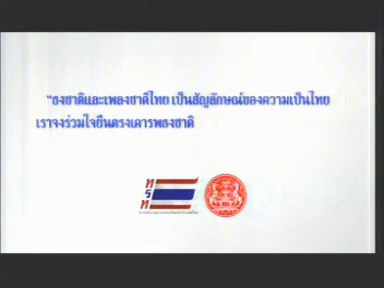 “ธงชาติและเพลงชาติไทย เป็นสัญลักษณ์ของความเป็นไทย
เราจงร่วมใจยืนตรงเคารพธงชาติ
ท
ร
ท